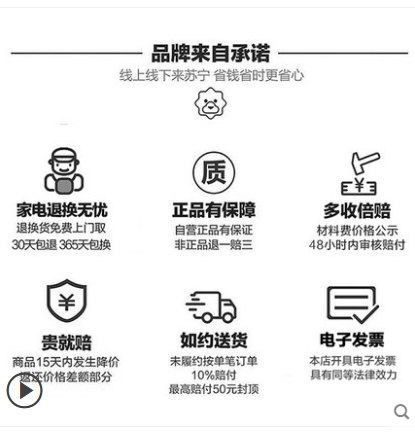 品牌来自承诺
线上线下来苏宁 省钱省时更省心
质
家电退换无忧
正品有保障
多收倍赔
退换货免费上门取
自营正品有保证
材料费价格公示
30天包退 365天包换
非正品退一赔三
48小时内审核赔付
贵就赔
如约送货
电子发票
商品15天内发生降价
未履约按单笔订单
本店开具电子发票
返还价格差额部分
10%赔付
具有同等法律效力
最高赔付50元封顶